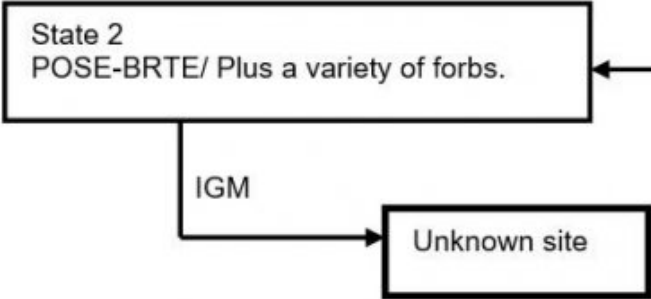 State 2
POSE-BRTE/ Plus a variety of forbs.
IGM
Unknown site